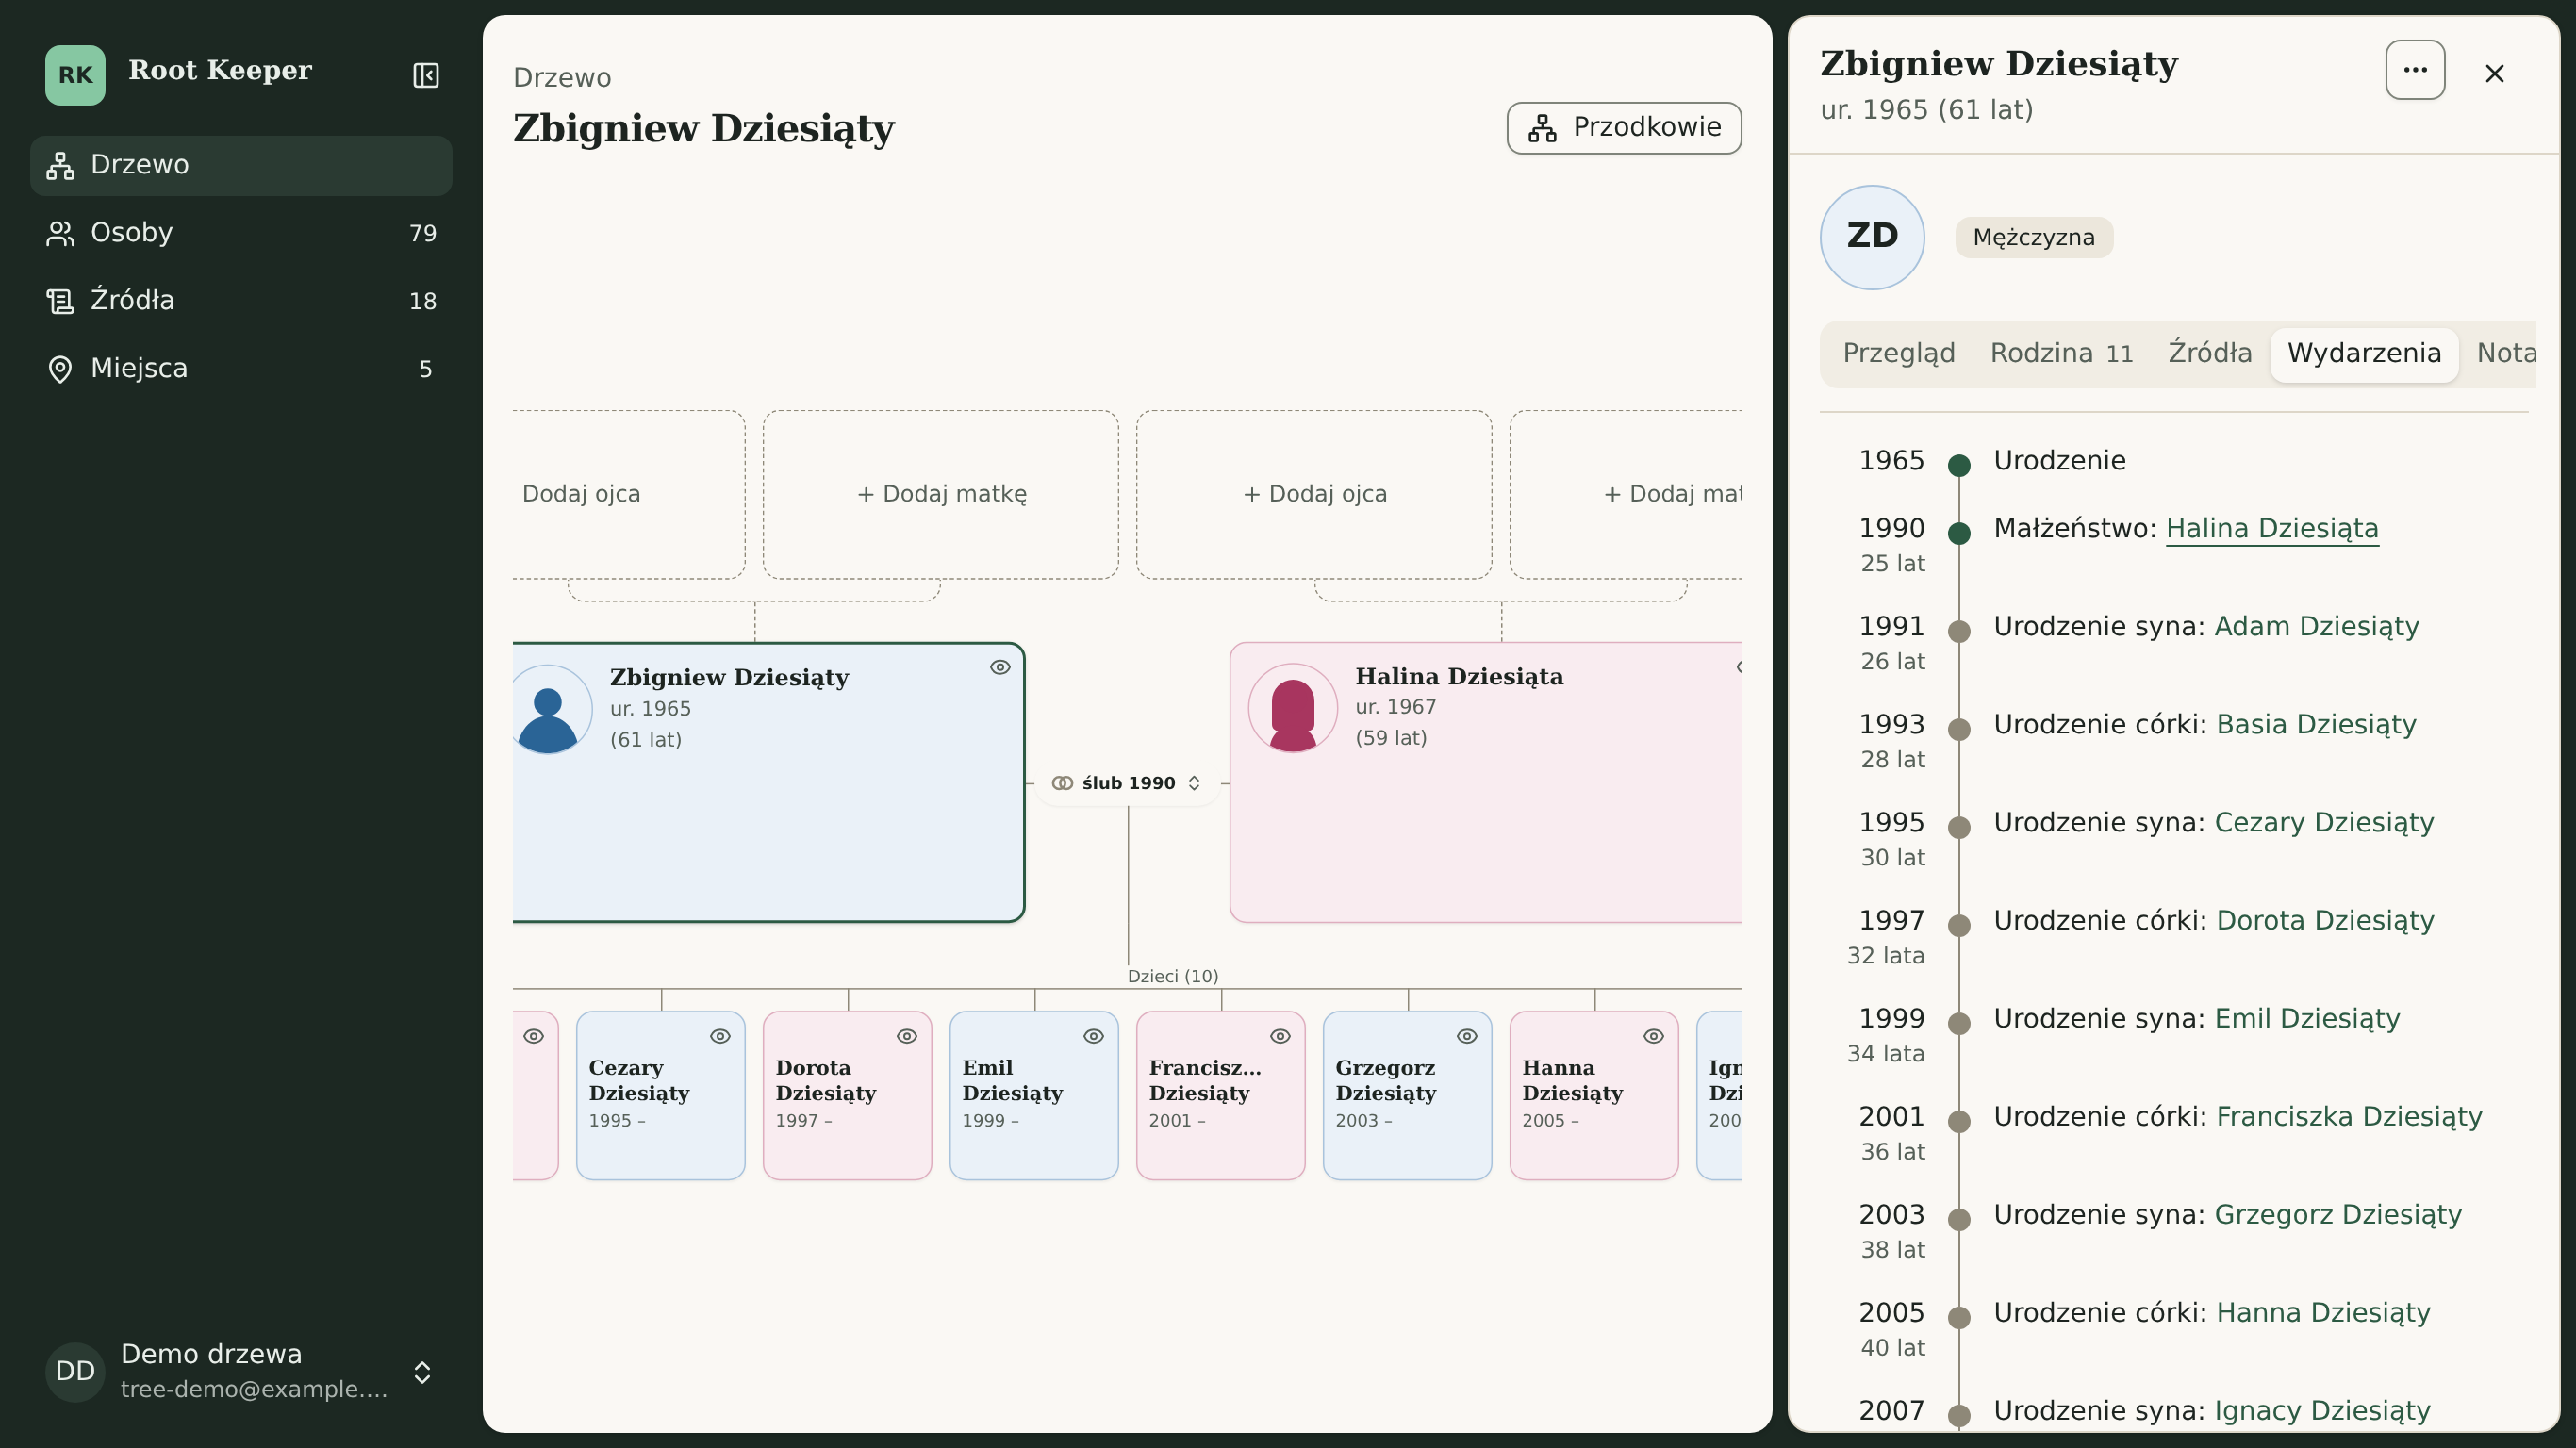 RK
Root Keeper
Drzewo
Osoby 79
Źródła 18
Miejsca 5
DD
Demo drzewa
tree-demo@example....
Drzewo
Zbigniew Dziesiąty
Przodkowie
Dodaj ojca
+ Dodaj matkę
+ Dodaj ojca
+ Dodaj mat
Zbigniew Dziesiąty
ur. 1965
(61 lat)
ślub 1990
Halina Dziesiąta
ur. 1967
(59 lat)
Dzieci (10)
Cezary
Dziesiąty
1995 –
Dorota
Dziesiąty
1997 –
Emil
Dziesiąty
1999 –
Francisz...
Dziesiąty
2001 –
Grzegorz
Dziesiąty
2003 –
Hanna
Dziesiąty
2005 –
Ign
Dzi
200
Zbigniew Dziesiąty
ur. 1965 (61 lat)
ZD
Mężczyzna
Przegląd Rodzina 11 Źródła Wydarzenia Nota
1965 Urodzenie
1990 Małżeństwo: Halina Dziesiąta
25 lat
1991 Urodzenie syna: Adam Dziesiąty
26 lat
1993 Urodzenie córki: Basia Dziesiąty
28 lat
1995 Urodzenie syna: Cezary Dziesiąty
30 lat
1997 Urodzenie córki: Dorota Dziesiąty
32 lata
1999 Urodzenie syna: Emil Dziesiąty
34 lata
2001 Urodzenie córki: Franciszka Dziesiąty
36 lat
2003 Urodzenie syna: Grzegorz Dziesiąty
38 lat
2005 Urodzenie córki: Hanna Dziesiąty
40 lat
2007 Urodzenie syna: Ignacy Dziesiąty